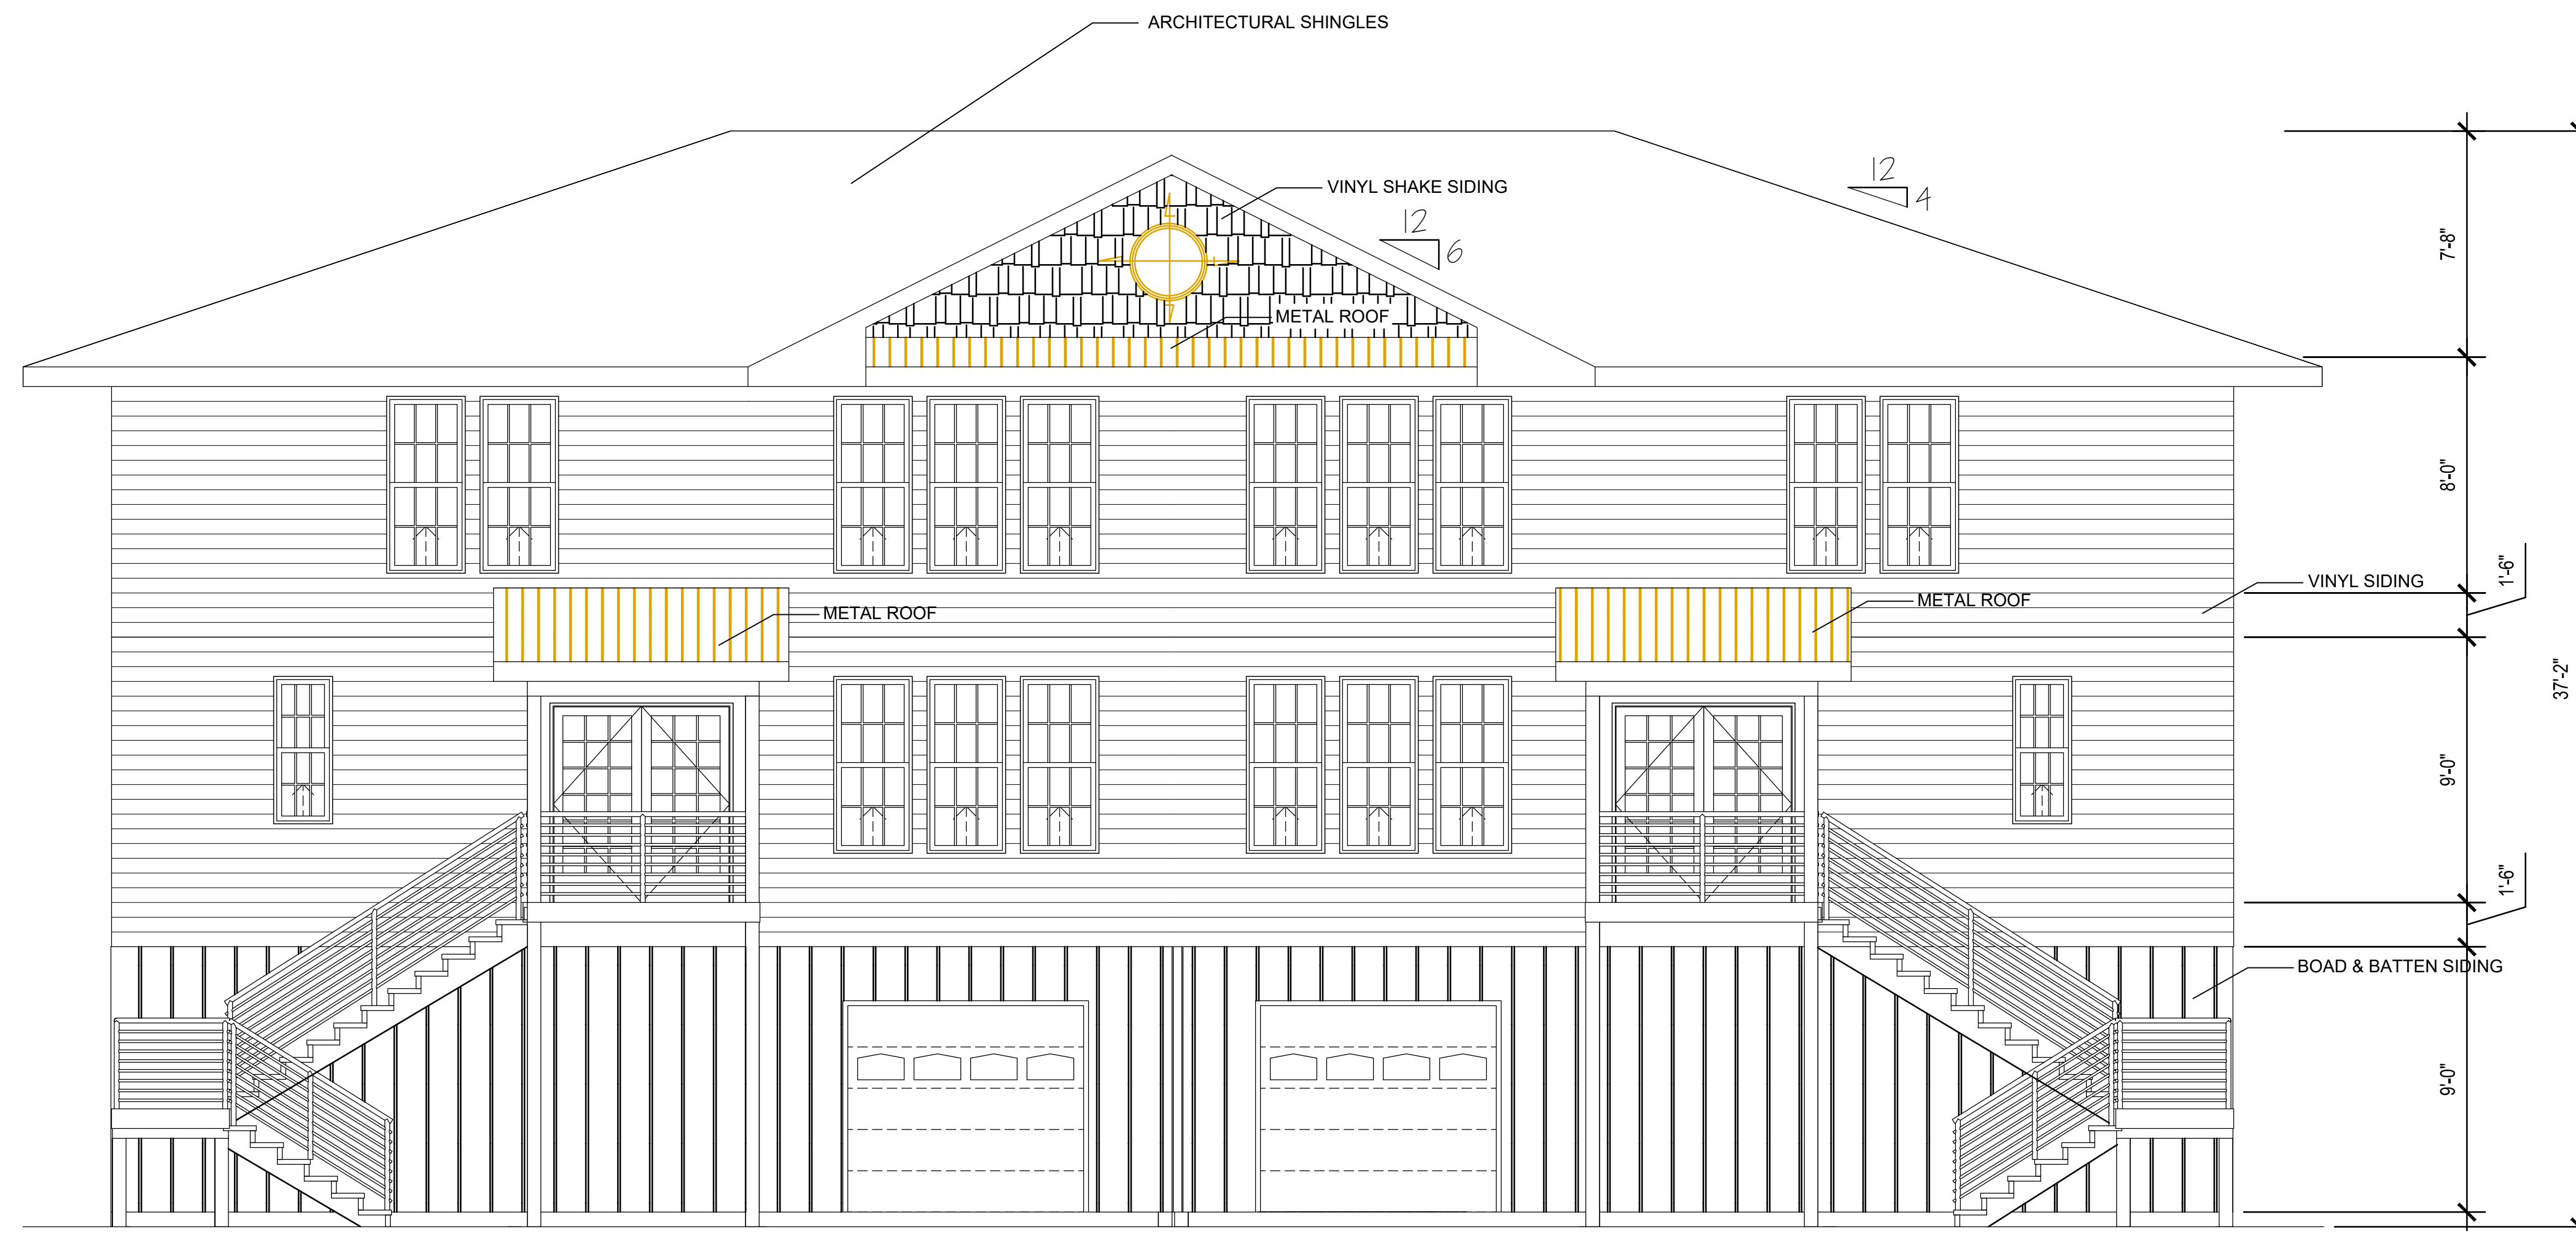 ARCHITECTURAL SHINGLES
12
4
VINYL SHAKE SIDING
12
6
METAL ROOF
7'-8"
8'-0"
1'-6"
VINYL SIDING
METAL ROOF
METAL ROOF
37'-2"
9'-0"
1'-6"
BOAD & BATTEN SIDING
9'-0"